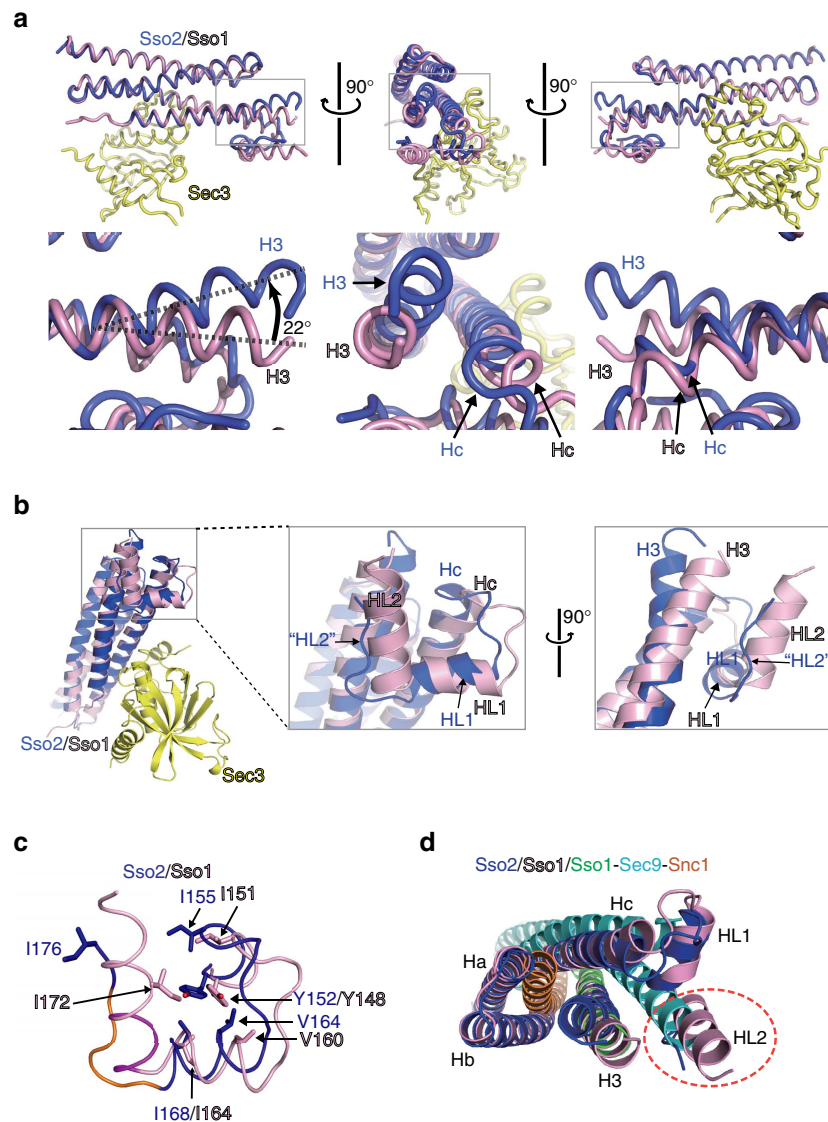 a
Sso2/Sso1
90°
90°
Sec3
H3
22°
H3
H3
H3
Hc
Hc
H3
H3
Hc
Hc
b
Sso2/Sso1
Sec3
HL2
Hc
Hc
"HL2"
HL1
HL1
90°
H3
H3
HL2
HL1
"HL2"
HL1
c
Sso2/Sso1
I155
I151
I176
I172
Y152/Y148
V164
V160
I168/I164
d
Sso2/Sso1/Sso1-Sec9-Snc1
Hc
HL1
Ha
HL2
Hb
H3